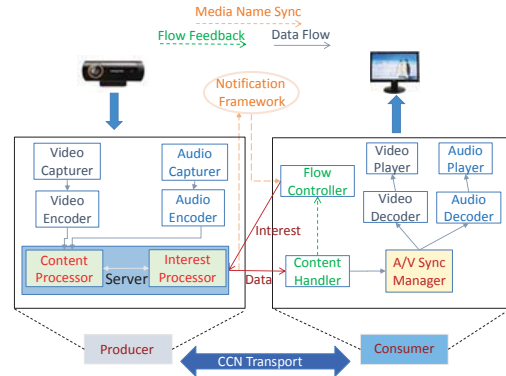 Media Name Sync
Flow Feedback
Data Flow
Notification
Framework
Video
Capturer
Audio
Capturer
Video
Encoder
Audio
Encoder
Content
Processor
Server
Interest
Processor
Interest
Data
Flow
Controller
Content
Handler
Video
Player
Audio
Player
Video
Decoder
Audio
Decoder
A/V Sync
Manager
Producer
CCN Transport
Consumer